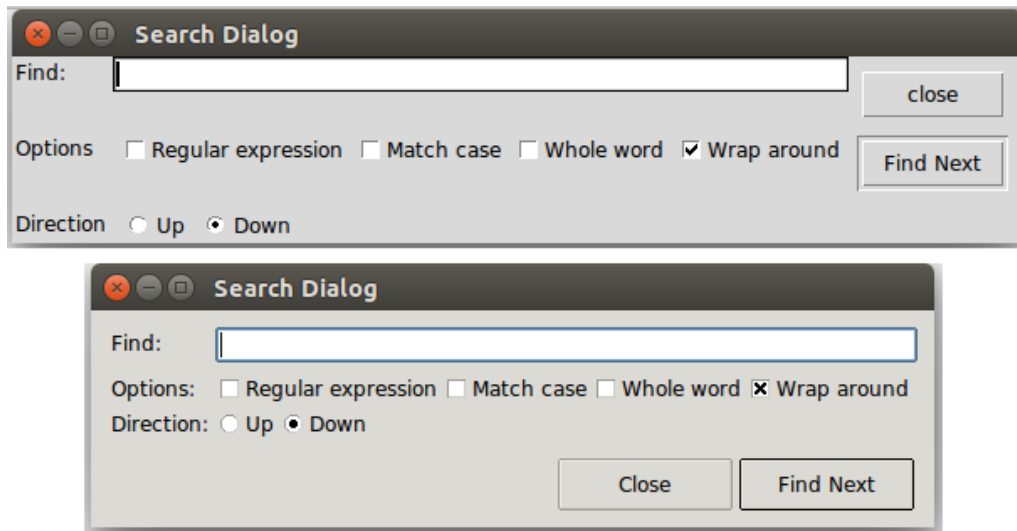 Search Dialog
Find:
close
Options Regular expression Match case Whole word Wrap around Find Next
Direction Up Down
Search Dialog
Find:
Options: Regular expression Match case Whole word Wrap around
Direction: Up Down
Close Find Next